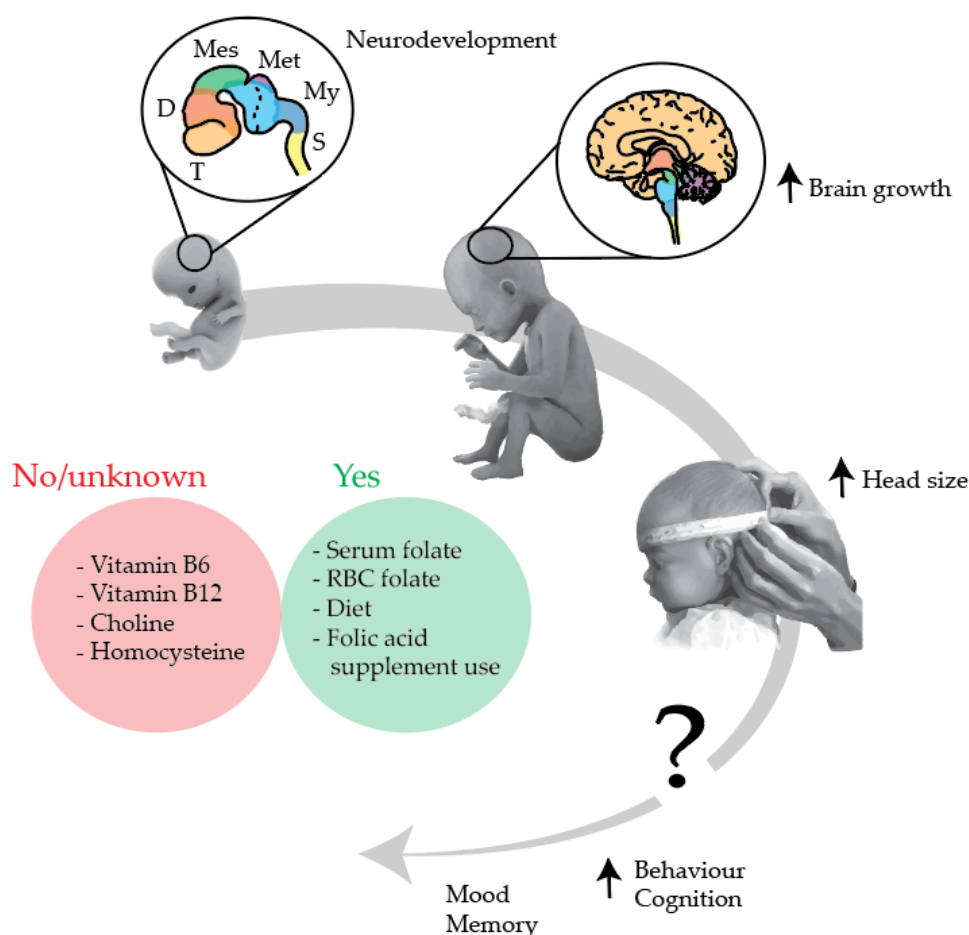 Neurodevelopment
Mes
Met
My
D
S
T
Brain growth
No/unknown
- Vitamin B6
- Vitamin B12
- Choline
- Homocysteine
Yes
- Serum folate
- RBC folate
- Diet
- Folic acid
supplement use
Head size
?
Behaviour
Cognition
Mood
Memory